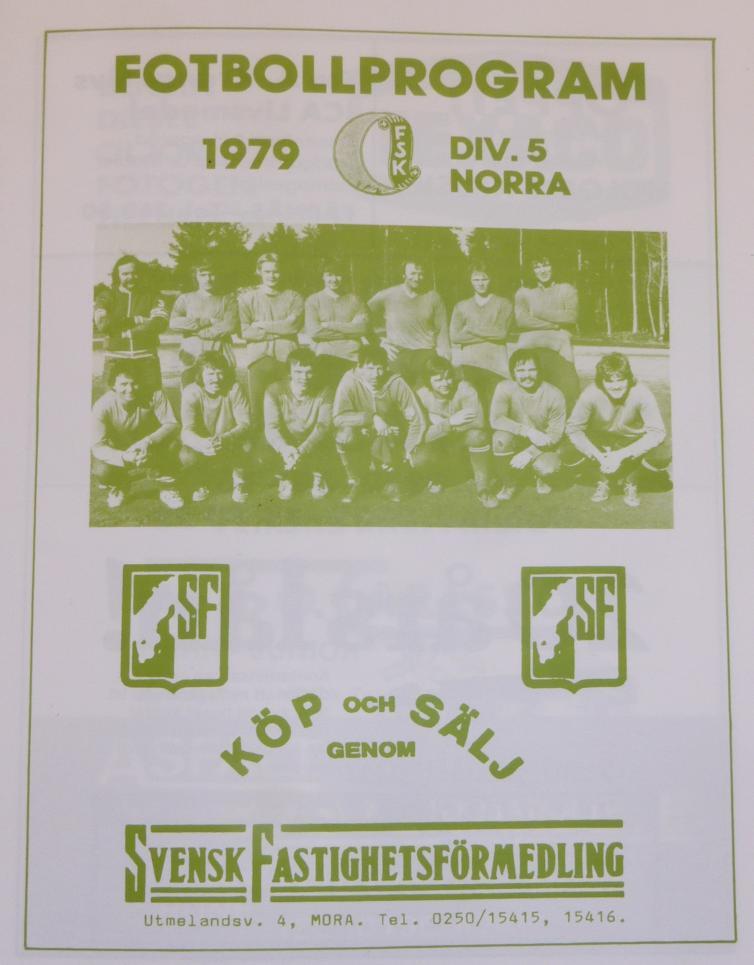 FOTBOLLPROGRAM
1979 FSK DIV. 5
NORRA
SF SF
KÖP OCH SÄLJ
GENOM
SVENSK FASTIGHETSFÖRMEDLING
Utmelandsv. 4, MORA. Tel. 0250/15415, 15416.